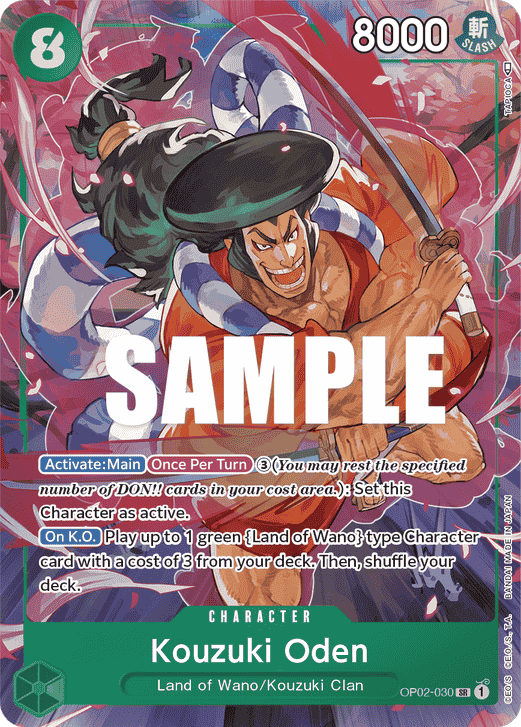 8
8000
斬
SLASH
TAPIOCA
SAMPLE
Activate:Main Once Per Turn ③(You may rest the specified
number of DON!! cards in your cost area.): Set this
Character as active.
On K.O. Play up to 1 green {Land of Wano} type Character
card with a cost of 3 from your deck. Then, shuffle your
deck.
©E.O/S ©E.O./S.,T.A. BANDAI MADE IN JAPAN
CHARACTER
Kouzuki Oden
Land of Wano/Kouzuki Clan
OP02-030 SR 1